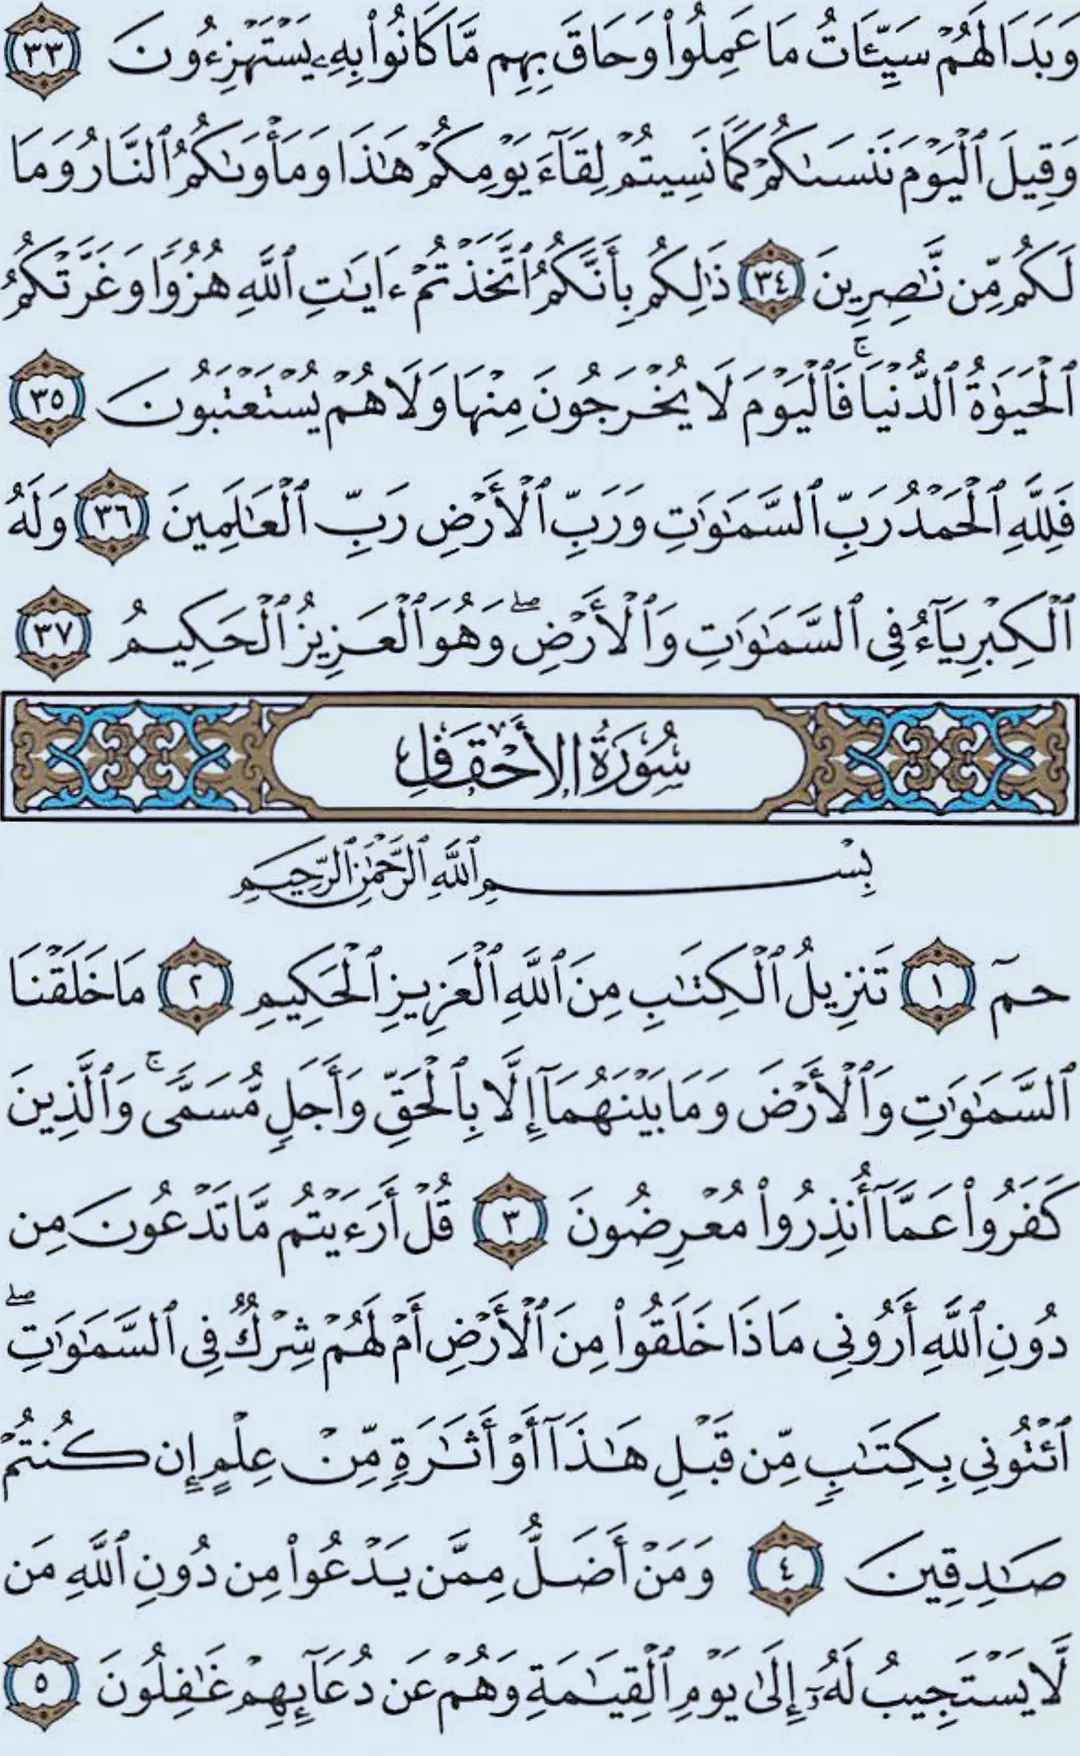 وَبَدَا لَهُمْ سَيِّـَٔاتُ مَا عَمِلُوا۟ وَحَاقَ بِهِم مَّا كَانُوا۟ بِهِۦ يَسْتَهْزِءُونَ ٣٣
وَقِيلَ ٱلْيَوْمَ نَنسَىٰكُمْ كَمَا نَسِيتُمْ لِقَآءَ يَوْمِكُمْ هَـٰذَا وَمَأْوَىٰكُمُ ٱلنَّارُ وَمَا
لَكُم مِّن نَّـٰصِرِينَ ٣٤ ذَٰلِكُم بِأَنَّكُمُ ٱتَّخَذْتُمْ ءَايَـٰتِ ٱللَّهِ هُزُوًا وَغَرَّتْكُمُ
ٱلْحَيَوٰةُ ٱلدُّنْيَا ۚ فَٱلْيَوْمَ لَا يُخْرَجُونَ مِنْهَا وَلَا هُمْ يُسْتَعْتَبُونَ ٣٥
فَلِلَّهِ ٱلْحَمْدُ رَبِّ ٱلسَّمَـٰوَٰتِ وَرَبِّ ٱلْأَرْضِ رَبِّ ٱلْعَـٰلَمِينَ ٣٦ وَلَهُ
ٱلْكِبْرِيَآءُ فِى ٱلسَّمَـٰوَٰتِ وَٱلْأَرْضِ ۖ وَهُوَ ٱلْعَزِيزُ ٱلْحَكِيمُ ٣٧
سُورَةُ الأَحْقَافِ
بِسْمِ ٱللَّهِ ٱلرَّحْمَـٰنِ ٱلرَّحِيمِ
حمٓ ١ تَنزِيلُ ٱلْكِتَـٰبِ مِنَ ٱللَّهِ ٱلْعَزِيزِ ٱلْحَكِيمِ ٢ مَا خَلَقْنَا
ٱلسَّمَـٰوَٰتِ وَٱلْأَرْضَ وَمَا بَيْنَهُمَآ إِلَّا بِٱلْحَقِّ وَأَجَلٍ مُّسَمًّى ۚ وَٱلَّذِينَ
كَفَرُوا۟ عَمَّآ أُنذِرُوا۟ مُعْرِضُونَ ٣ قُلْ أَرَءَيْتُم مَّا تَدْعُونَ مِن
دُونِ ٱللَّهِ أَرُونِى مَاذَا خَلَقُوا۟ مِنَ ٱلْأَرْضِ أَمْ لَهُمْ شِرْكٌ فِى ٱلسَّمَـٰوَٰتِ ۖ
ٱئْتُونِى بِكِتَـٰبٍ مِّن قَبْلِ هَـٰذَآ أَوْ أَثَـٰرَةٍ مِّنْ عِلْمٍ إِن كُنتُمْ
صَـٰدِقِينَ ٤ وَمَنْ أَضَلُّ مِمَّن يَدْعُوا۟ مِن دُونِ ٱللَّهِ مَن
لَّا يَسْتَجِيبُ لَهُۥٓ إِلَىٰ يَوْمِ ٱلْقِيَـٰمَةِ وَهُمْ عَن دُعَآئِهِمْ غَـٰفِلُونَ ٥